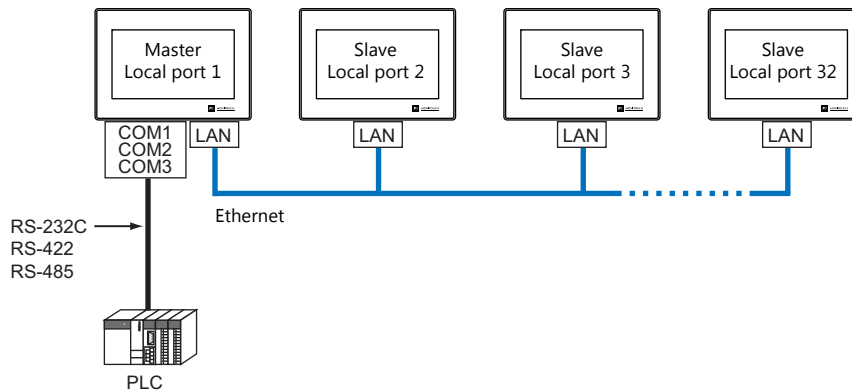 Master
Local port 1
Slave
Local port 2
Slave
Local port 3
Slave
Local port 32
COM1
COM2
COM3
LAN
LAN
LAN
LAN
Ethernet
RS-232C
RS-422
RS-485
PLC